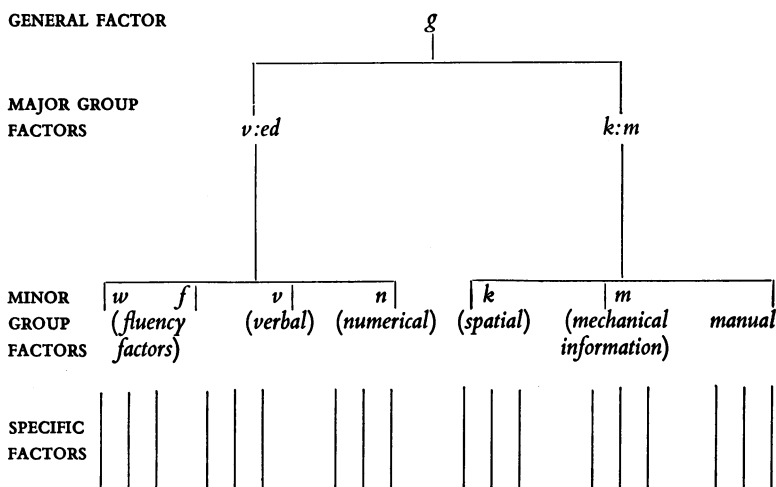 GENERAL FACTOR g
MAJOR GROUP
FACTORS v:ed k:m
MINOR w f v n k m
GROUP (fluency (verbal) (numerical) (spatial) (mechanical manual
FACTORS factors) information)
SPECIFIC
FACTORS